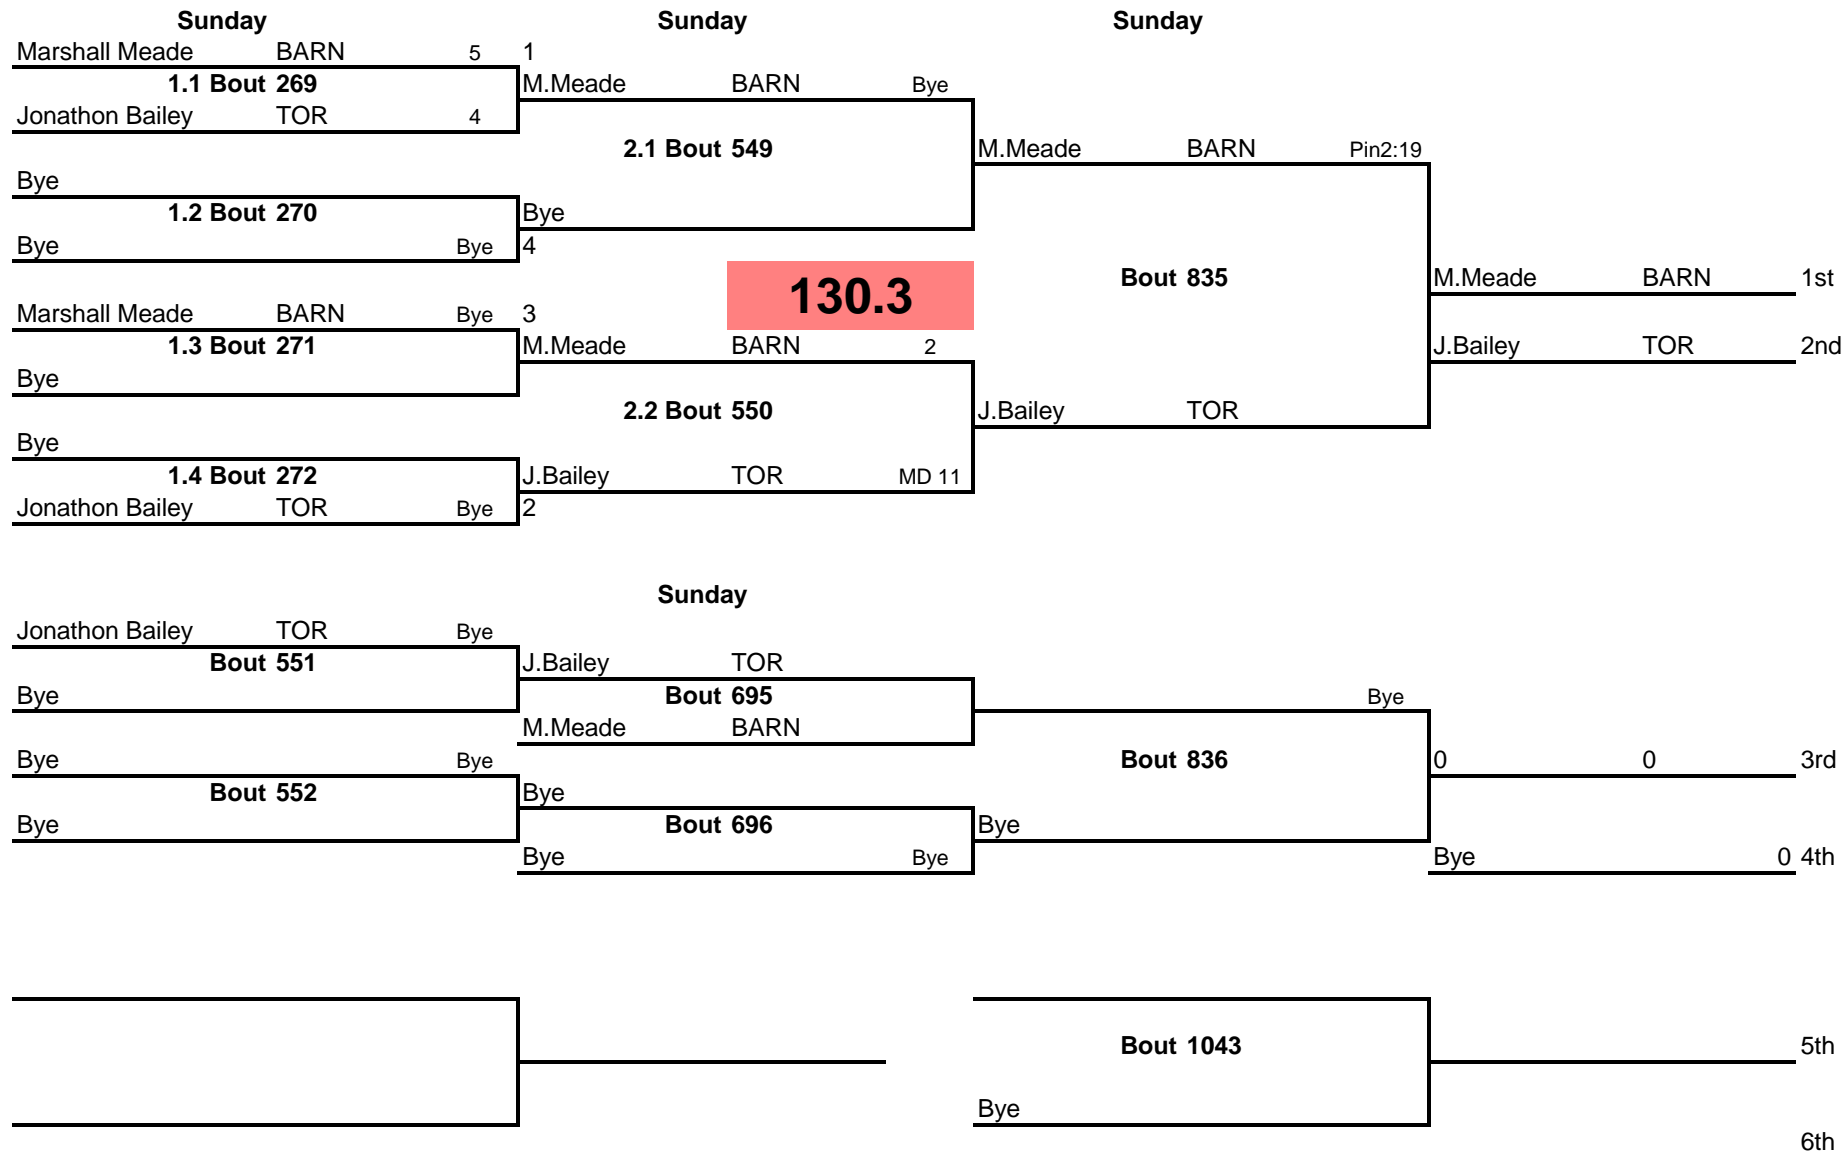 Sunday Sunday Sunday
Marshall Meade BARN 5 1
1.1 Bout 269 M.Meade BARN Bye
Jonathon Bailey TOR 4
2.1 Bout 549 M.Meade BARN Pin2:19
Bye
1.2 Bout 270 Bye
Bye Bye 4
130.3 Bout 835 M.Meade BARN 1st
Marshall Meade BARN Bye 3
1.3 Bout 271 M.Meade BARN 2 J.Bailey TOR 2nd
Bye
2.2 Bout 550 J.Bailey TOR
Bye
1.4 Bout 272 J.Bailey TOR MD 11
Jonathon Bailey TOR Bye 2
Sunday
Jonathon Bailey TOR Bye
Bout 551 J.Bailey TOR
Bye Bout 695 Bye
M.Meade BARN
Bye Bye Bout 836 0 0 3rd
Bout 552 Bye
Bye Bout 696 Bye
Bye Bye Bye 0 4th
Bout 1043 5th
Bye
6th